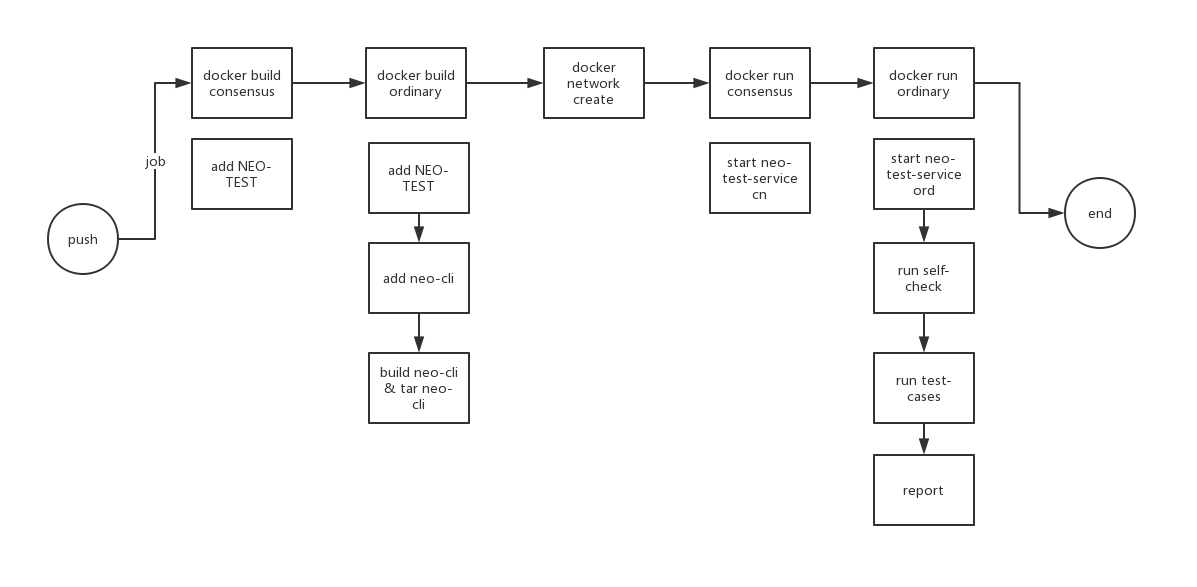 docker build
consensus
docker build
ordinary
docker
network
create
docker run
consensus
docker run
ordinary
job
add NEO-
TEST
add NEO-
TEST
start neo-
test-service
cn
start neo-
test-service
ord
push
end
add neo-cli
run self-
check
build neo-cli
& tar neo-
cli
run test-
cases
report